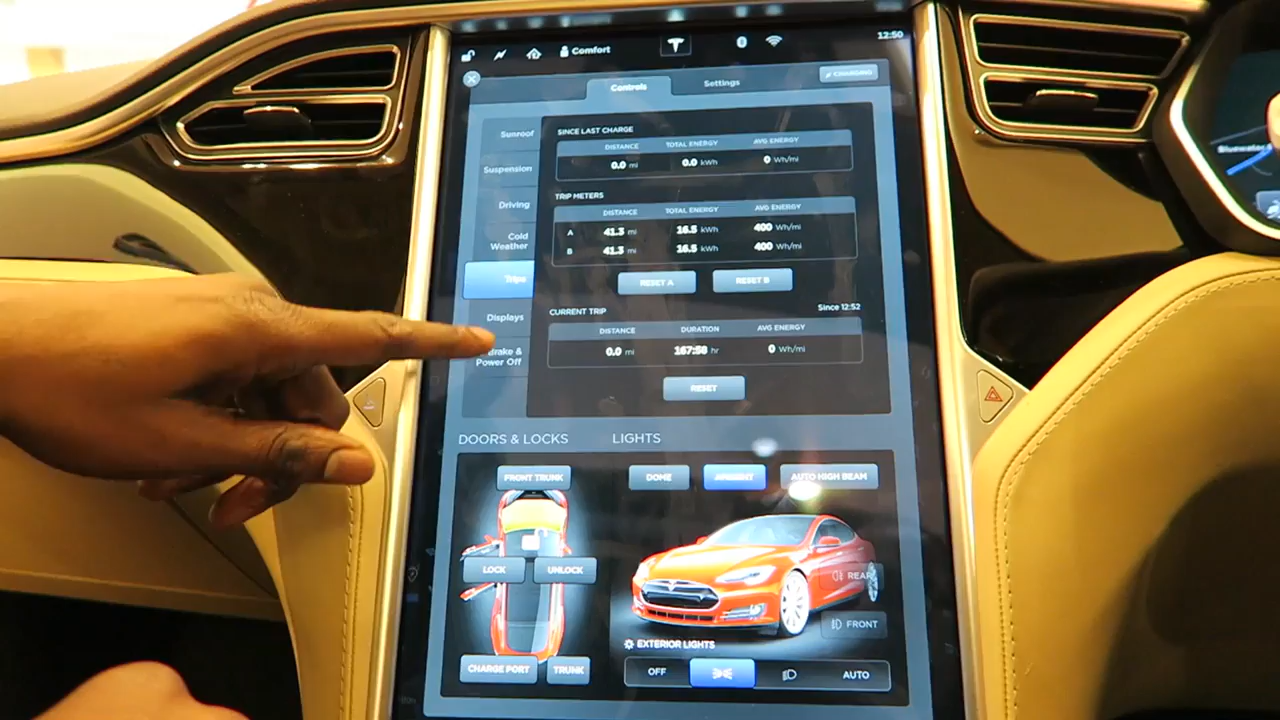 Comfort
12:50
Controls
Settings
CHARGING
Sunroof
Suspension
Driving
Cold
Weather
Trips
Displays
Brake &
Power Off
SINCE LAST CHARGE
DISTANCE TOTAL ENERGY AVG ENERGY
0.0 mi 0.0 kWh 0 Wh/mi
TRIP METERS
DISTANCE TOTAL ENERGY AVG ENERGY
A 41.3 mi 16.5 kWh 400 Wh/mi
B 41.3 mi 16.5 kWh 400 Wh/mi
RESET A RESET B
CURRENT TRIP Since 12:52
DISTANCE DURATION AVG ENERGY
0.0 mi 167:58 hr 0 Wh/mi
RESET
DOORS & LOCKS LIGHTS
FRONT TRUNK
DOME AMBIENT AUTO HIGH BEAM
LOCK UNLOCK
REAR
FRONT
EXTERIOR LIGHTS
CHARGE PORT TRUNK
OFF AUTO
Bluewater